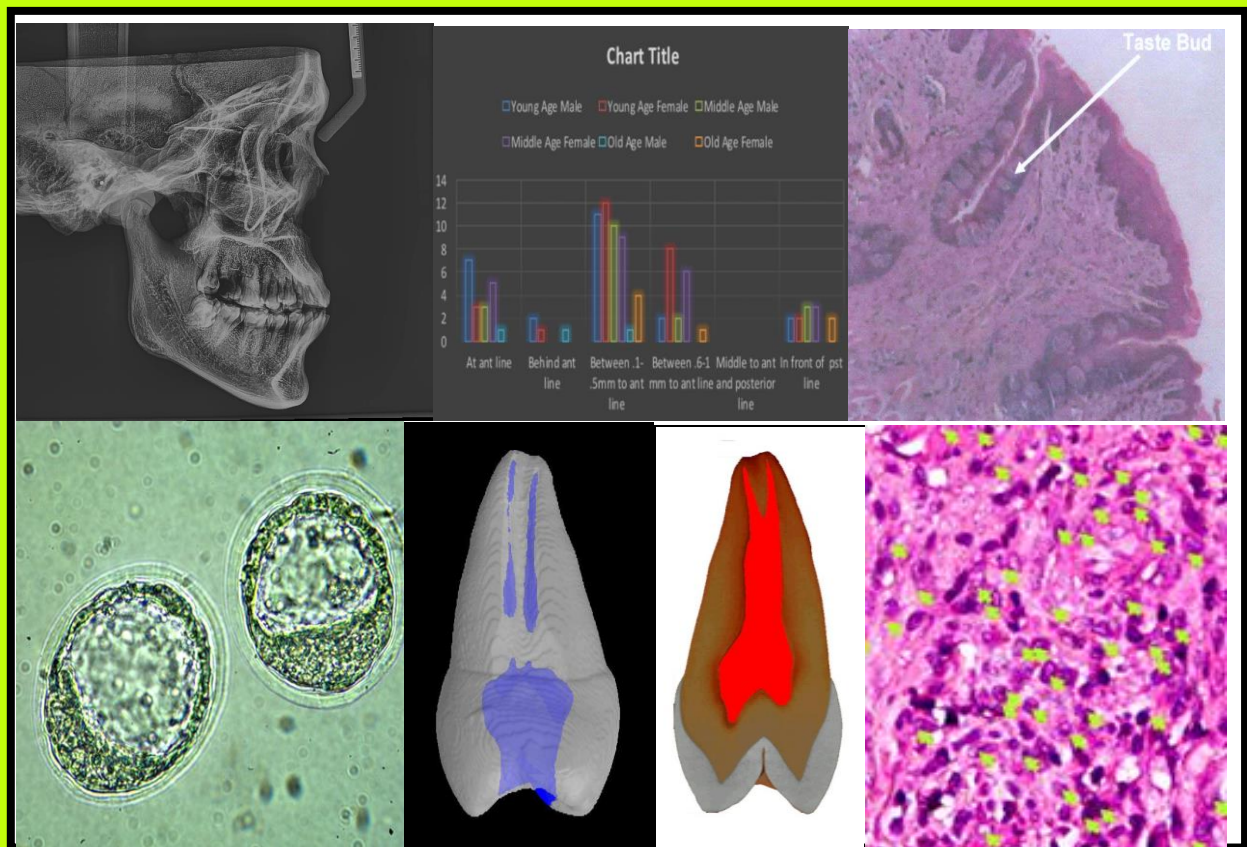 Chart Title
Young Age Male Young Age Female Middle Age Male
Middle Age Female Old Age Male Old Age Female
14
12
10
8
6
4
2
0
At ant line
Behind ant
line
Between .1-
.5mm to ant
line
Between .6-1
mm to ant line
Middle to ant
and posterior
line
In front of pst
line
Taste Bud